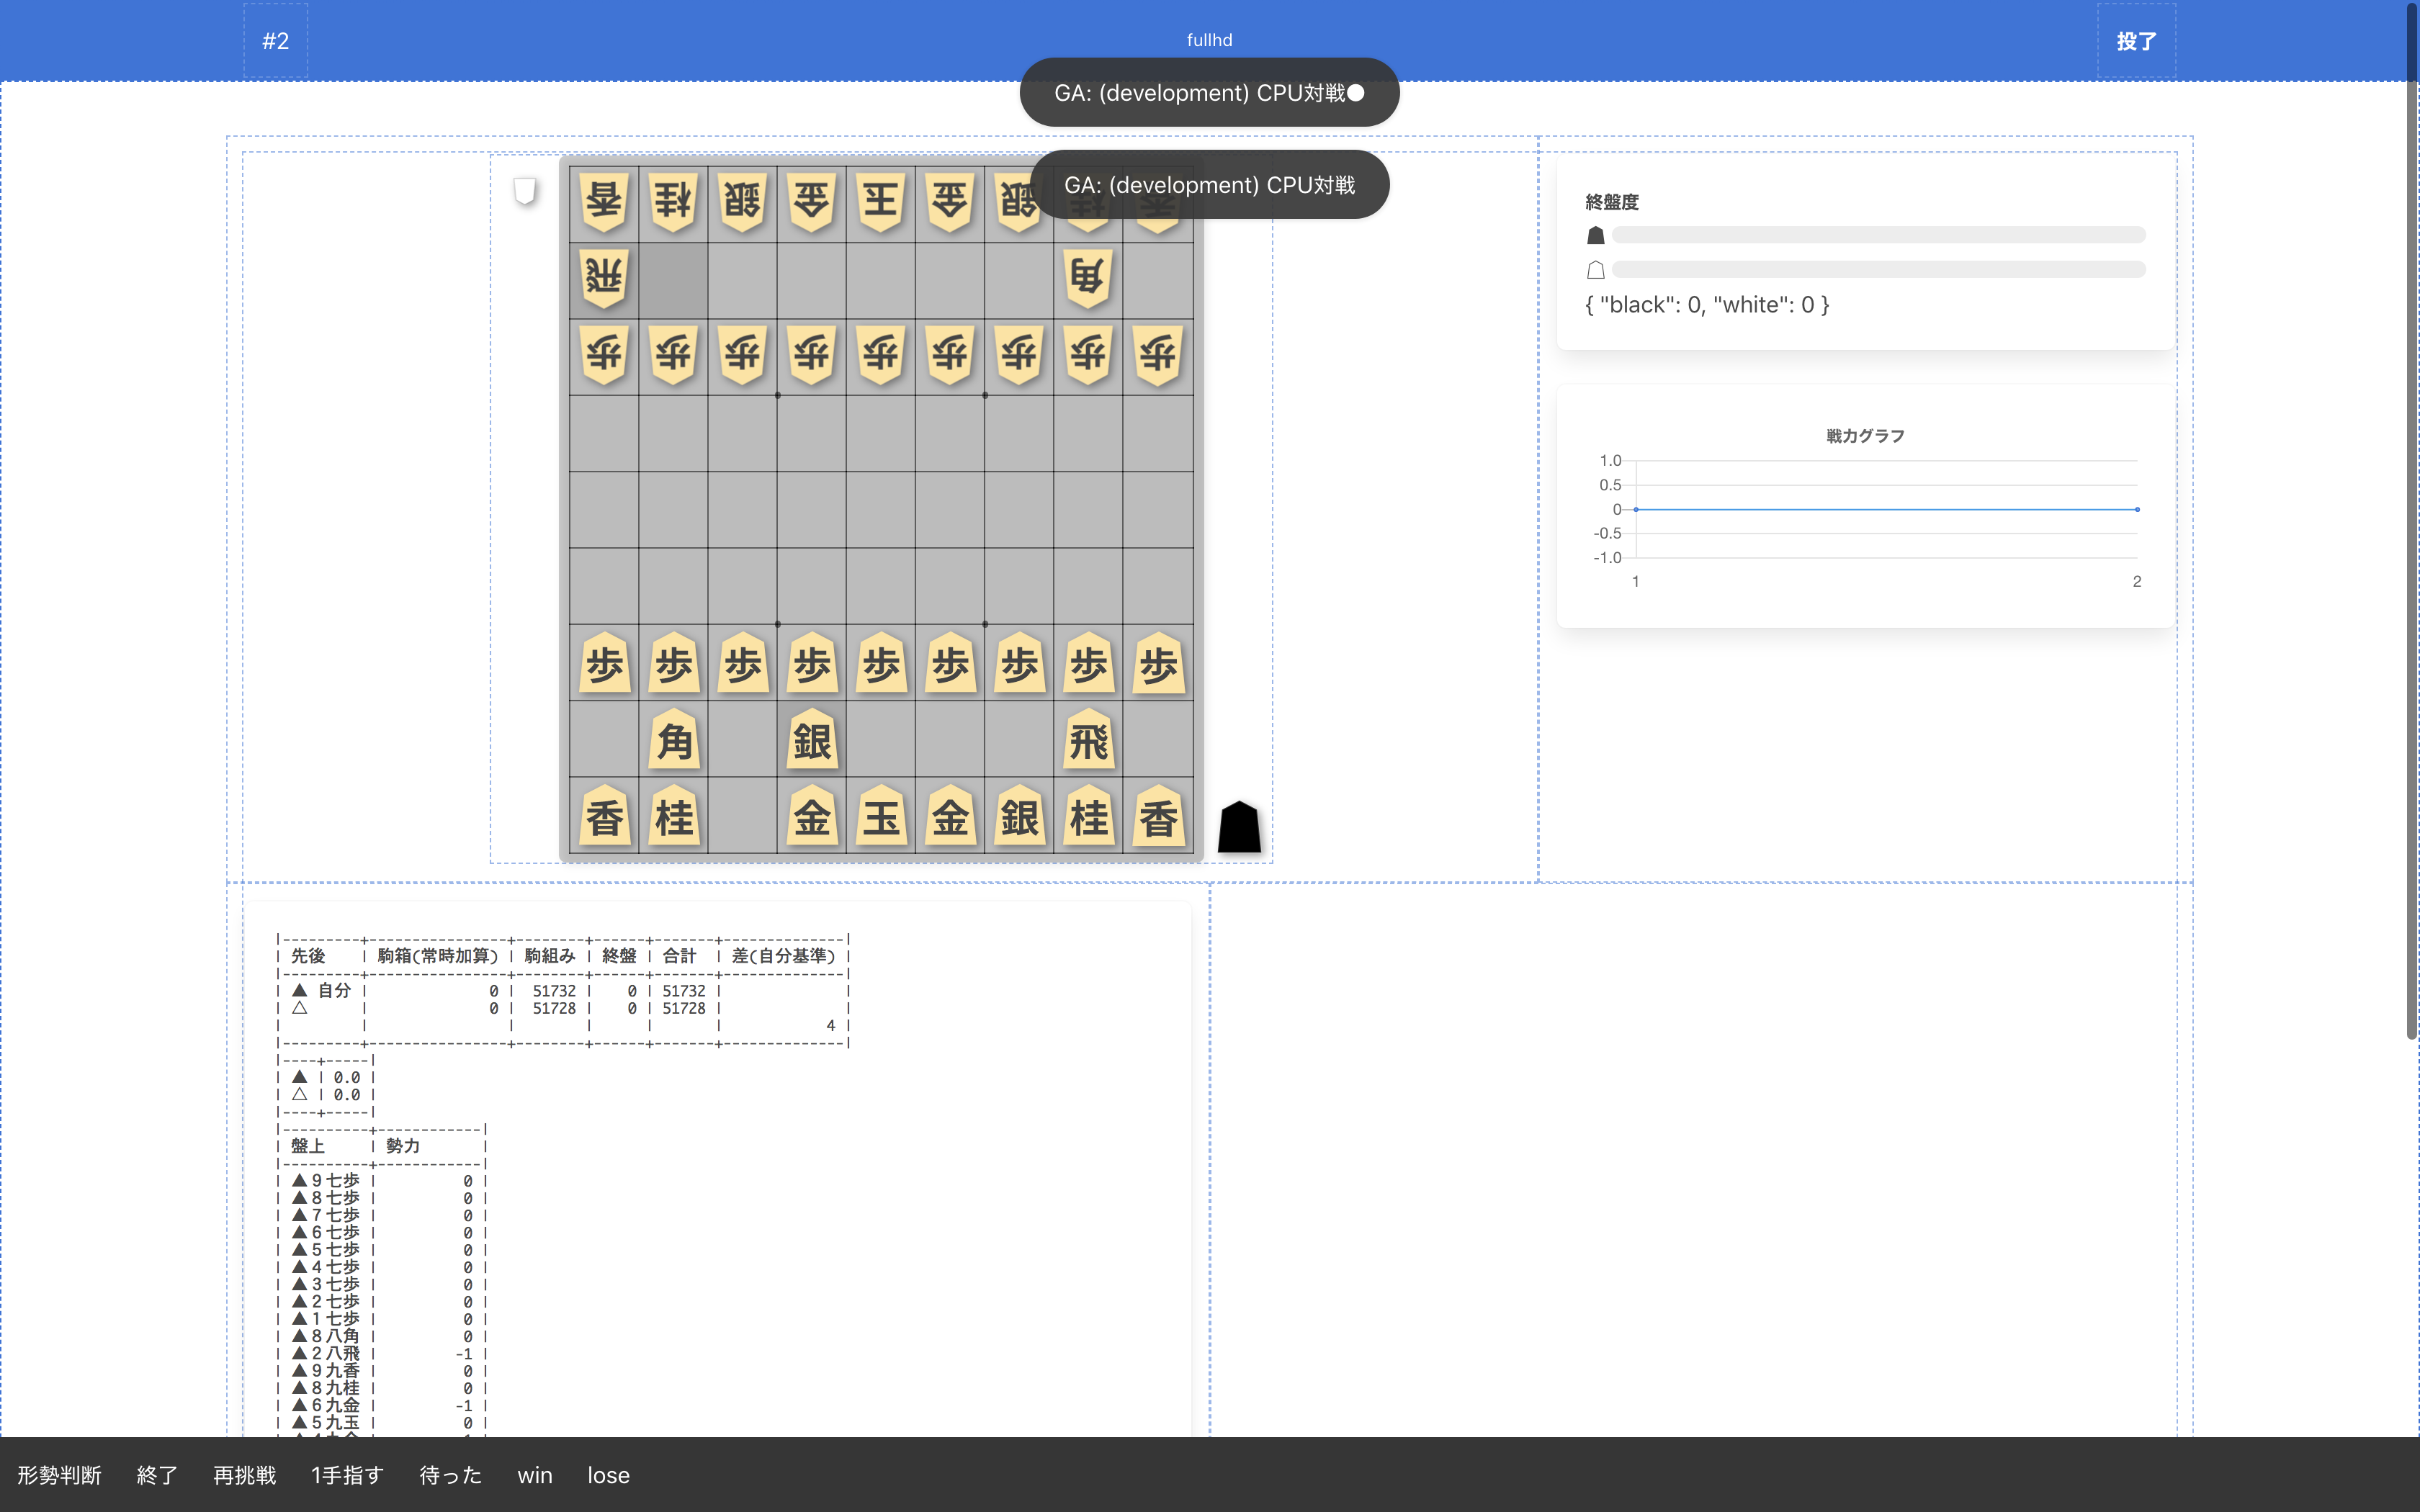 #2
fullhd
投了
GA: (development) CPU対戦●
GA: (development) CPU対戦
香 桂 銀 金 玉 金 銀 桂 香
飛 角
歩 歩 歩 歩 歩 歩 歩 歩 歩
歩 歩 歩 歩 歩 歩 歩 歩 歩
角 銀 飛
香 桂 金 玉 金 銀 桂 香
終盤度
{ "black": 0, "white": 0 }
戦力グラフ
1.0
0.5
0
-0.5
-1.0
1 2
|---------+----------------+--------+------+-------+--------------|
| 先後 | 駒箱(常時加算) | 駒組み | 終盤 | 合計 | 差(自分基準) |
|---------+----------------+--------+------+-------+--------------|
| ▲ 自分 | 0 | 51732 | 0 | 51732 | |
| △ | 0 | 51728 | 0 | 51728 | |
| | | | | | 4 |
|---------+----------------+--------+------+-------+--------------|
|----+-----|
| ▲ | 0.0 |
| △ | 0.0 |
|----+-----|
|----------+------------|
| 盤上 | 勢力 |
|----------+------------|
| ▲9七歩 | 0 |
| ▲8七歩 | 0 |
| ▲7七歩 | 0 |
| ▲6七歩 | 0 |
| ▲5七歩 | 0 |
| ▲4七歩 | 0 |
| ▲3七歩 | 0 |
| ▲2七歩 | 0 |
| ▲1七歩 | 0 |
| ▲8八角 | 0 |
| ▲2八飛 | -1 |
| ▲9九香 | 0 |
| ▲8九桂 | 0 |
| ▲6九金 | -1 |
| ▲5九玉 | 0 |
形勢判断 終了 再挑戦 1手指す 待った win lose